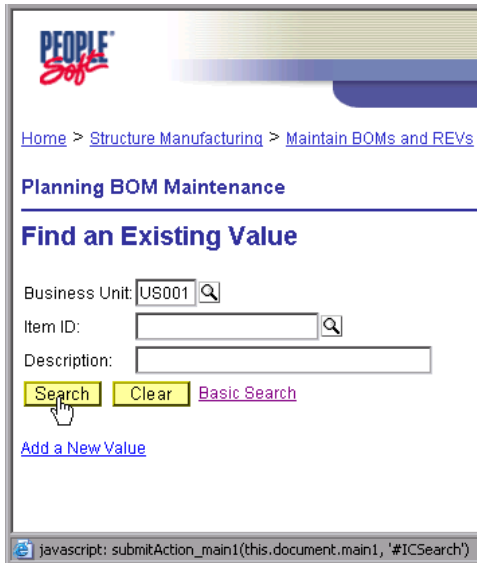 PEOPLE
Soft
Home > Structure Manufacturing > Maintain BOMs and REVs
Planning BOM Maintenance
Find an Existing Value
Business Unit: US001
Item ID:
Description:
Search Clear Basic Search
Add a New Value
javascript: submitAction_main1(this.document.main1, '#ICSearch')